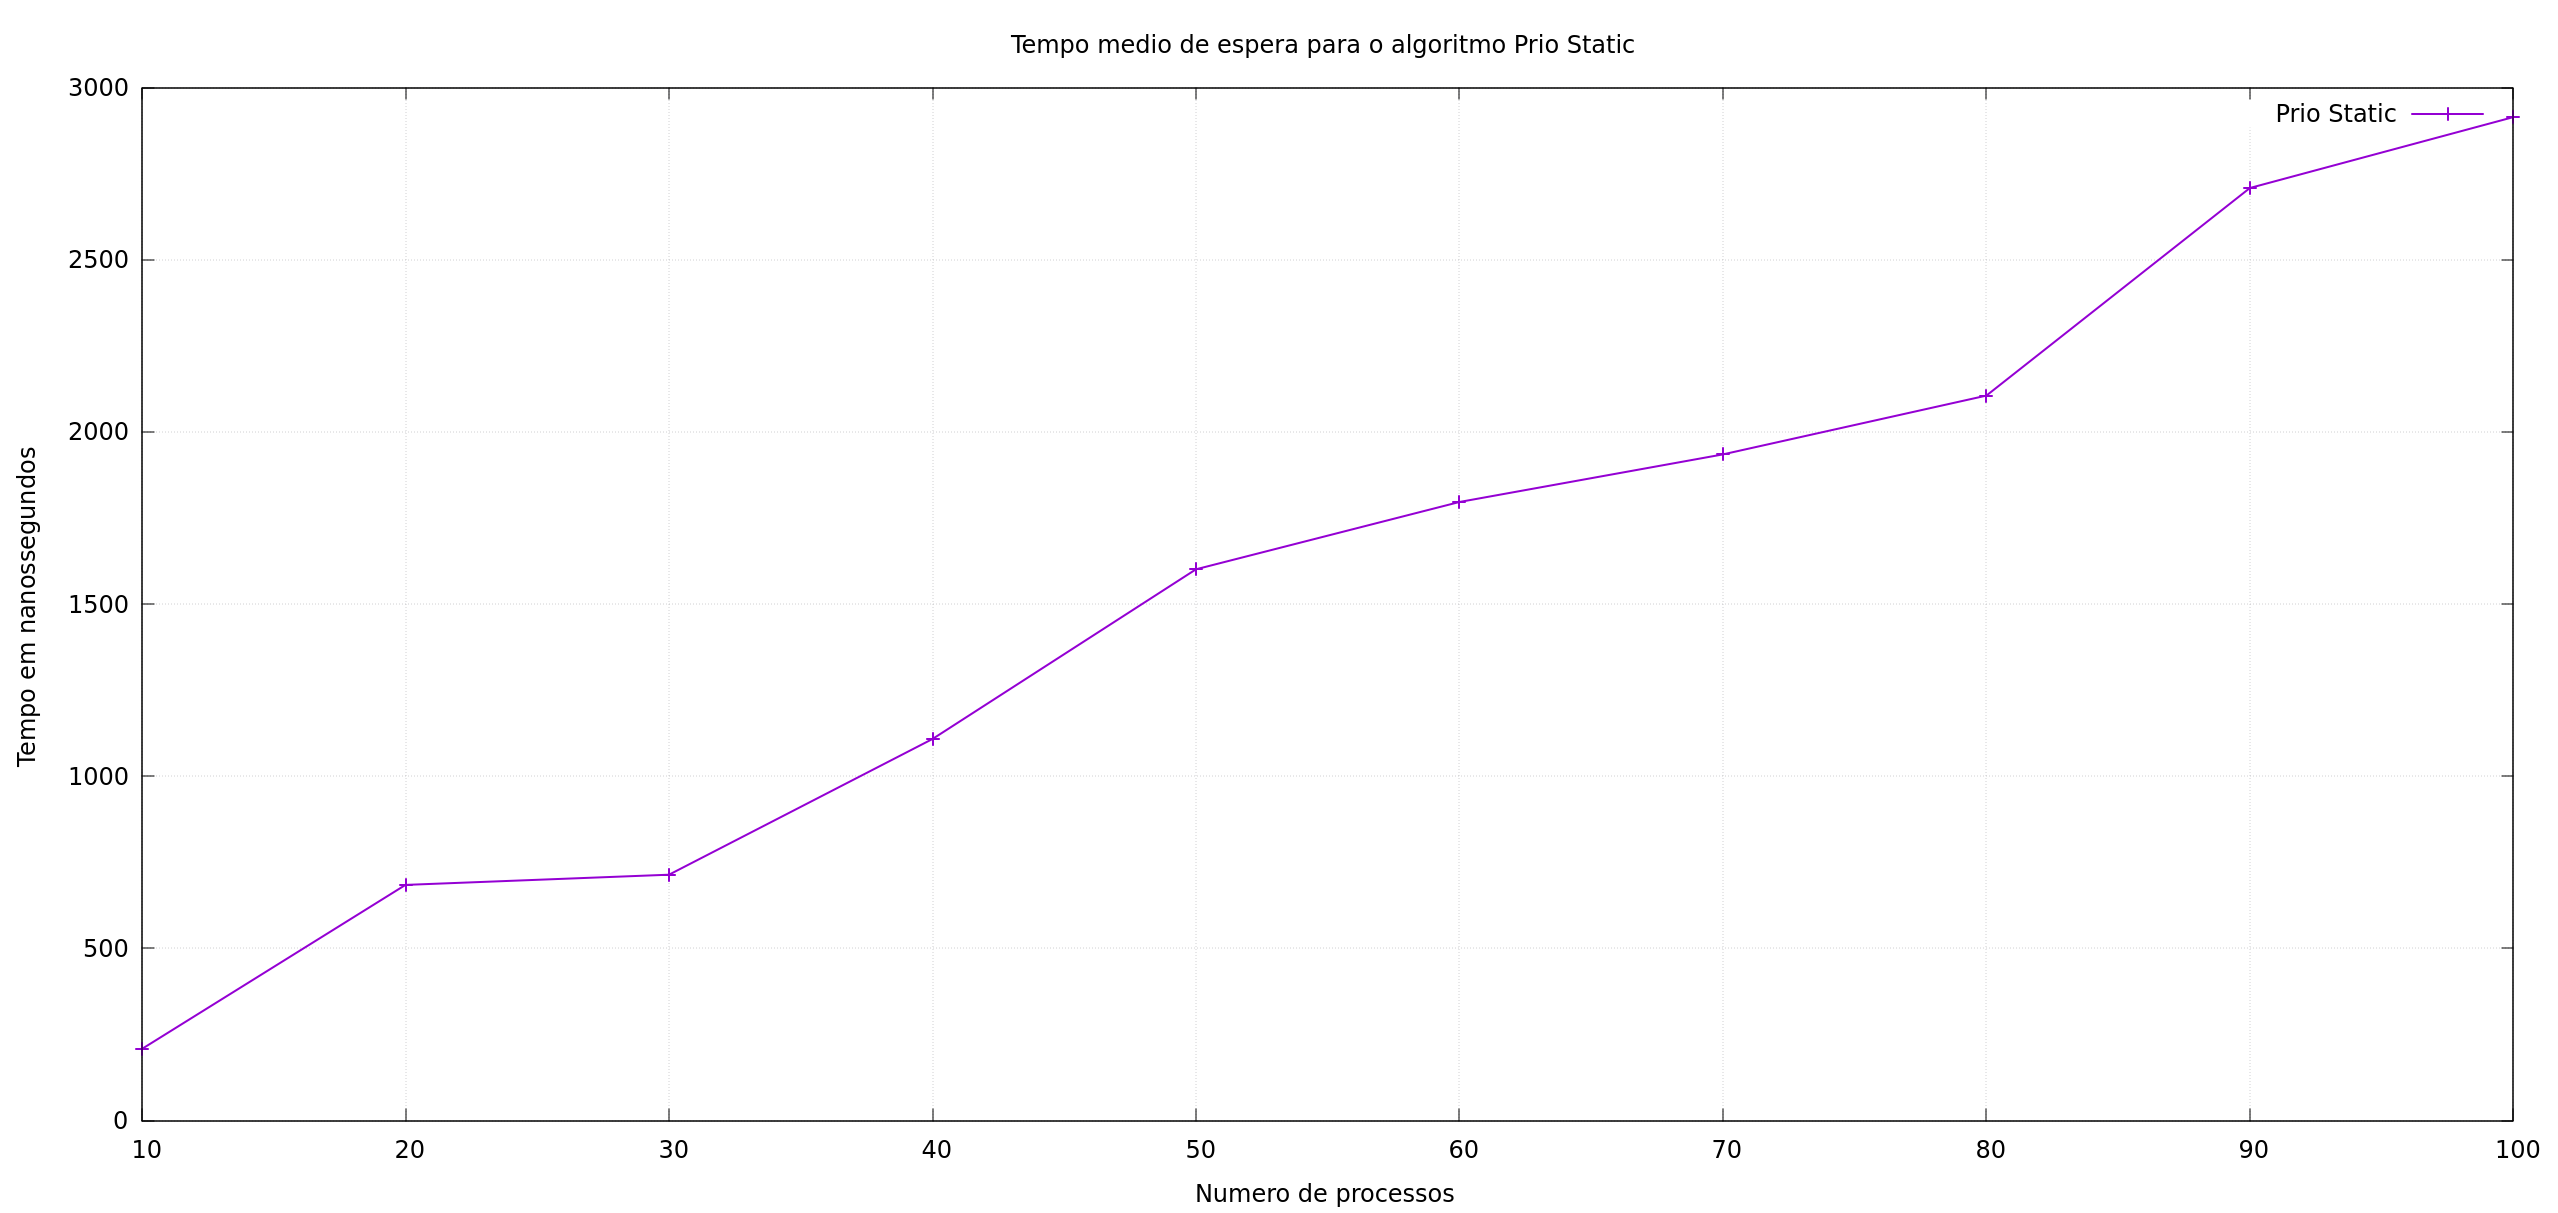 Tempo medio de espera para o algoritmo Prio Static
3000
2500
2000
1500
1000
500
0
Tempo em nanossegundos
Prio Static
10 20 30 40 50 60 70 80 90 100
Numero de processos